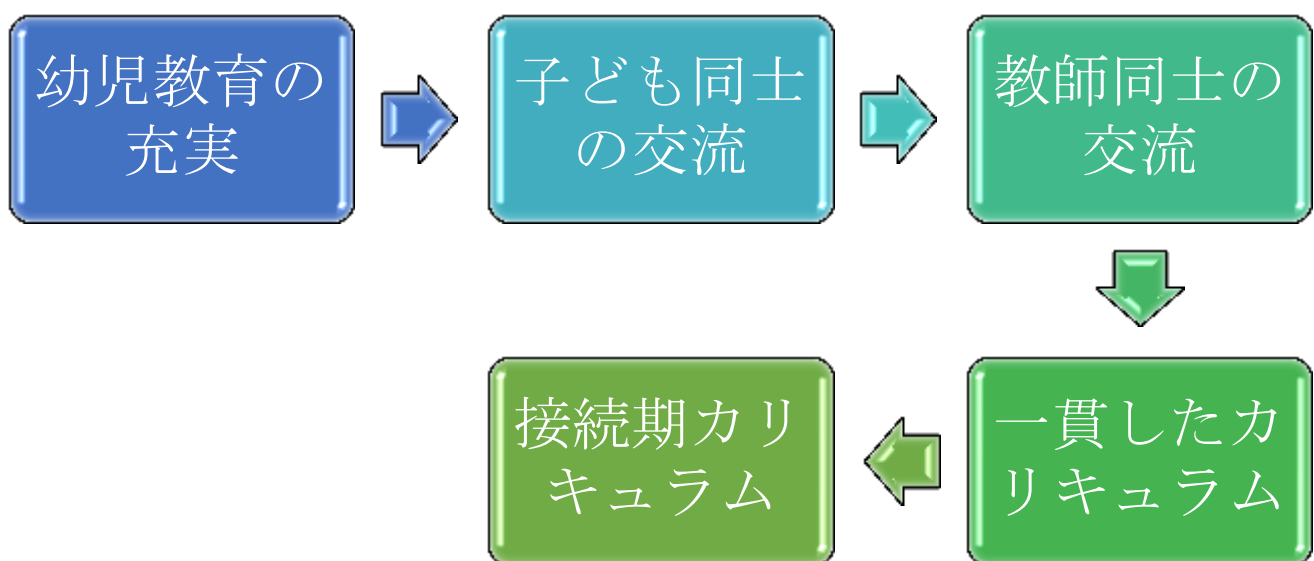 幼児教育の
充実
子ども同士
の交流
教師同士の
交流
一貫したカ
リキュラム
接続期カリ
キュラム